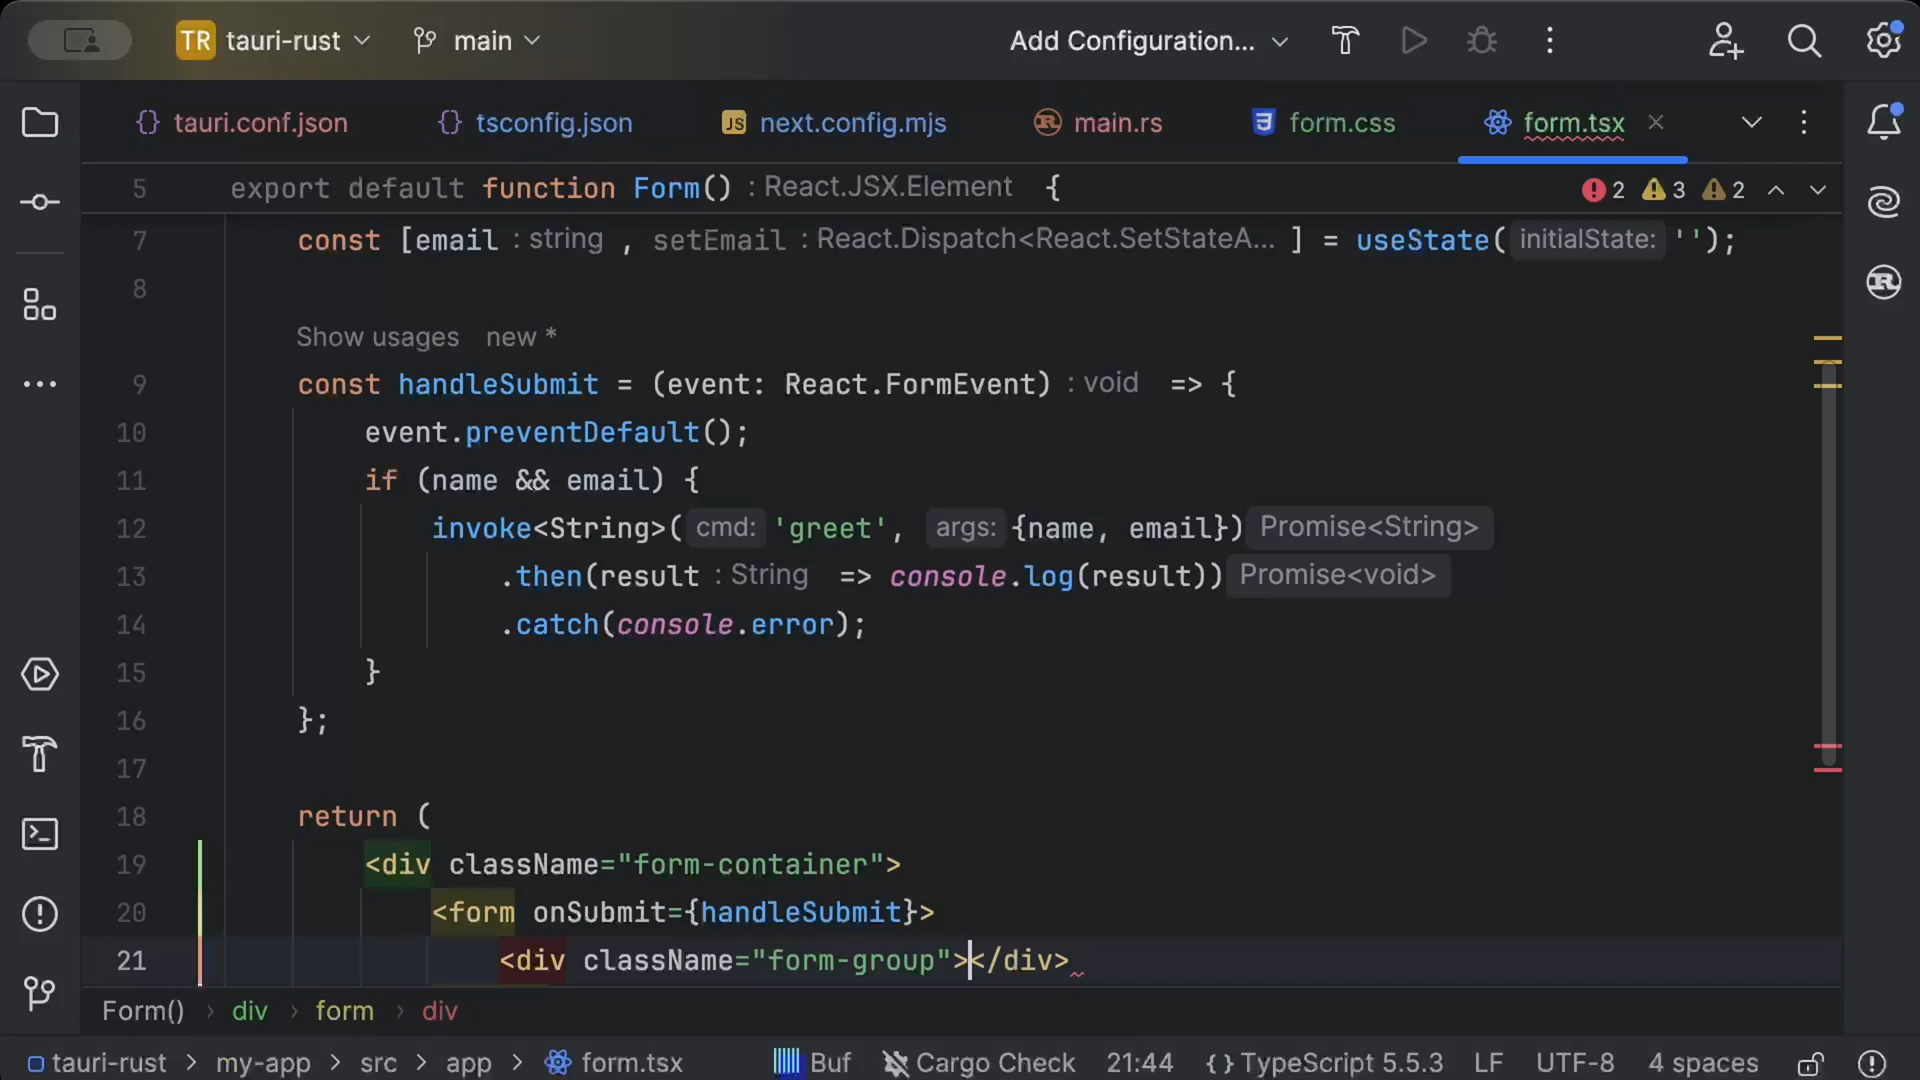 TR tauri-rust main Add Configuration...
tauri.conf.json tsconfig.json JS next.config.mjs main.rs form.css form.tsx
5 export default function Form() : React.JSX.Element { 2 3 2
7 const [email : string , setEmail : React.Dispatch<React.SetStateA... ] = useState( initialState: '');
8
Show usages new *
9 const handleSubmit = (event: React.FormEvent) : void => {
10 event.preventDefault();
11 if (name && email) {
12 invoke<String>( cmd: 'greet', args: {name, email}) Promise<String>
13 .then(result : String => console.log(result)) Promise<void>
14 .catch(console.error);
15 }
16 };
17
18 return (
19 <div className="form-container">
20 <form onSubmit={handleSubmit}>
21 <div className="form-group"></div>
Form() › div › form › div
tauri-rust > my-app > src > app > form.tsx Buf Cargo Check 21:44 {} TypeScript 5.5.3 LF UTF-8 4 spaces